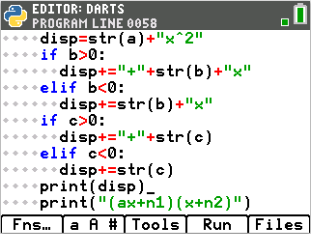 EDITOR: DARTS
PROGRAM LINE 0058
disp=str(a)+"x^2"
if b>0:
disp+="+"+str(b)+"x"
elif b<0:
disp+=str(b)+"x"
if c>0:
disp+="+"+str(c)
elif c<0:
disp+=str(c)
print(disp)_
print("(ax+n1)(x+n2)")
Fns… a A # Tools Run Files